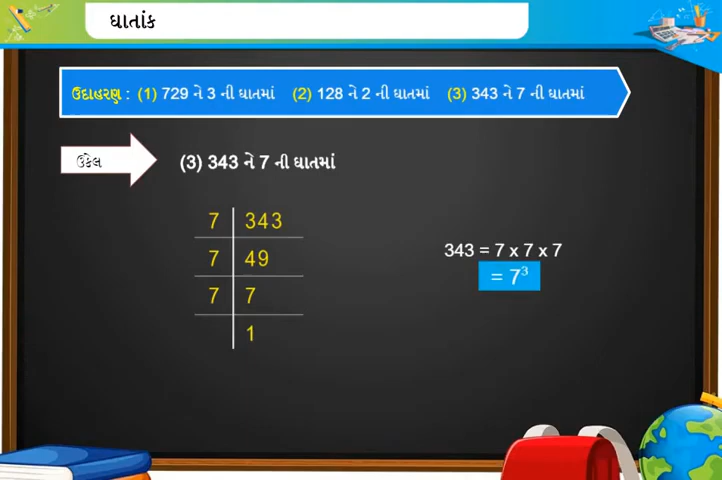 ઘાતાંક
ઉદાહરણ : (1) 729 ને 3 ની ઘાતમાં (2) 128 ને 2 ની ઘાતમાં (3) 343 ને 7 ની ઘાતમાં
ઉકેલ
(3) 343 ને 7 ની ઘાતમાં
7 343
7 49
7 7
1
343 = 7 x 7 x 7
= 7³